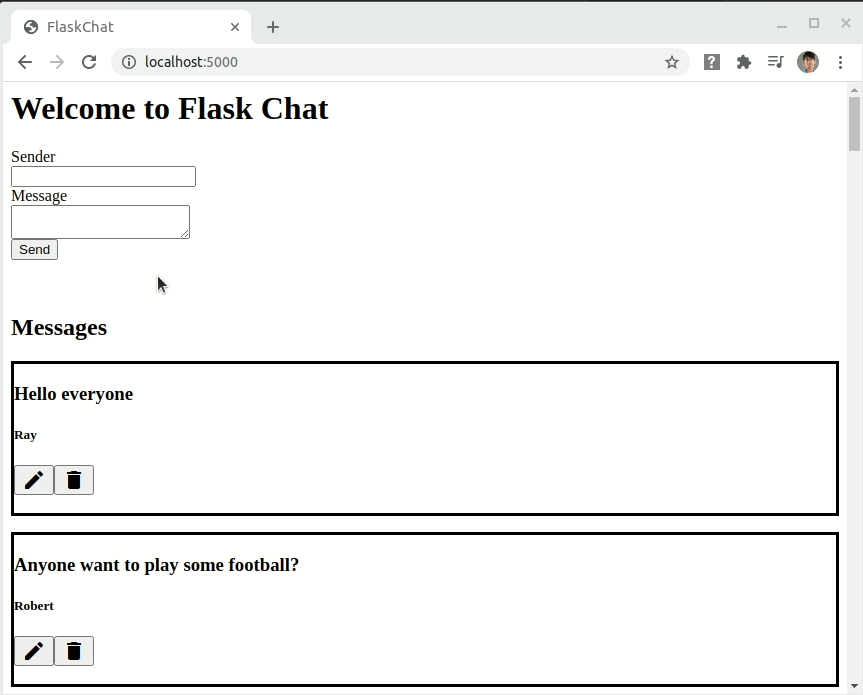 FlaskChat
localhost:5000
Welcome to Flask Chat
Sender
Message
Send
Messages
Hello everyone
Ray
Anyone want to play some football?
Robert